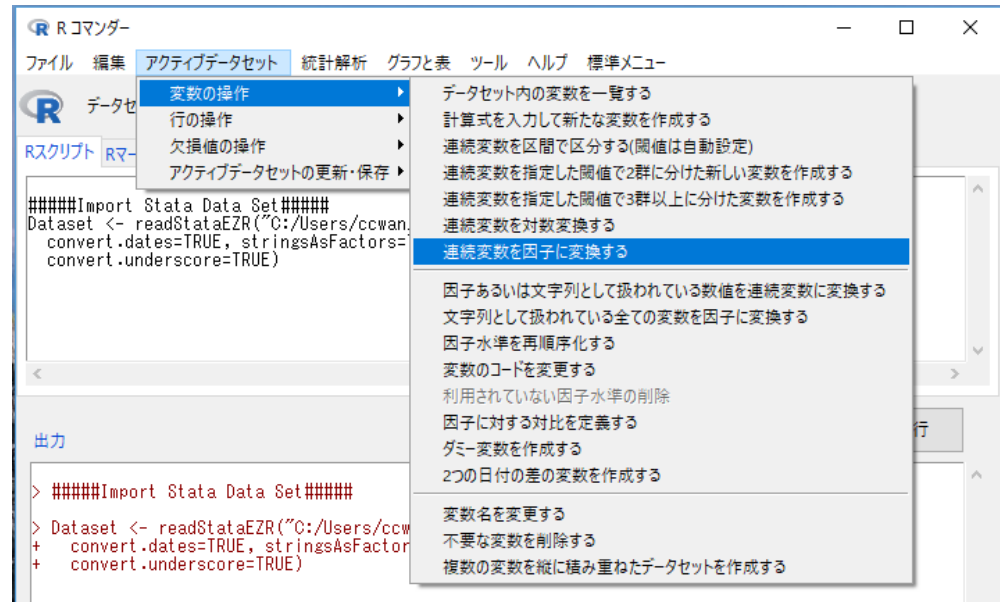 R コマンダー
ファイル 編集 アクティブデータセット 統計解析 グラフと表 ツール ヘルプ 標準メニュー
変数の操作
行の操作
欠損値の操作
アクティブデータセットの更新・保存
データセット内の変数を一覧する
計算式を入力して新たな変数を作成する
連続変数を区間で区分する(閾値は自動設定)
連続変数を指定した閾値で2群に分けた新しい変数を作成する
連続変数を指定した閾値で3群以上に分けた変数を作成する
連続変数を対数変換する
連続変数を因子に変換する
因子あるいは文字列として扱われている数値を連続変数に変換する
文字列として扱われている全ての変数を因子に変換する
因子水準を再順序化する
変数のコードを変更する
利用されていない因子水準の削除
因子に対する対比を定義する
ダミー変数を作成する
2つの日付の差の変数を作成する
変数名を変更する
不要な変数を削除する
複数の変数を縦に積み重ねたデータセットを作成する
R データセ
Rスクリプト Rマー
#####Import Stata Data Set#####
Dataset <- readStataEZR("C:/Users/ccwan
convert.dates=TRUE, stringsAsFactors=
convert.underscore=TRUE)
行
出力
> #####Import Stata Data Set#####
> Dataset <- readStataEZR("C:/Users/ccw
+ convert.dates=TRUE, stringsAsFactor
+ convert.underscore=TRUE)